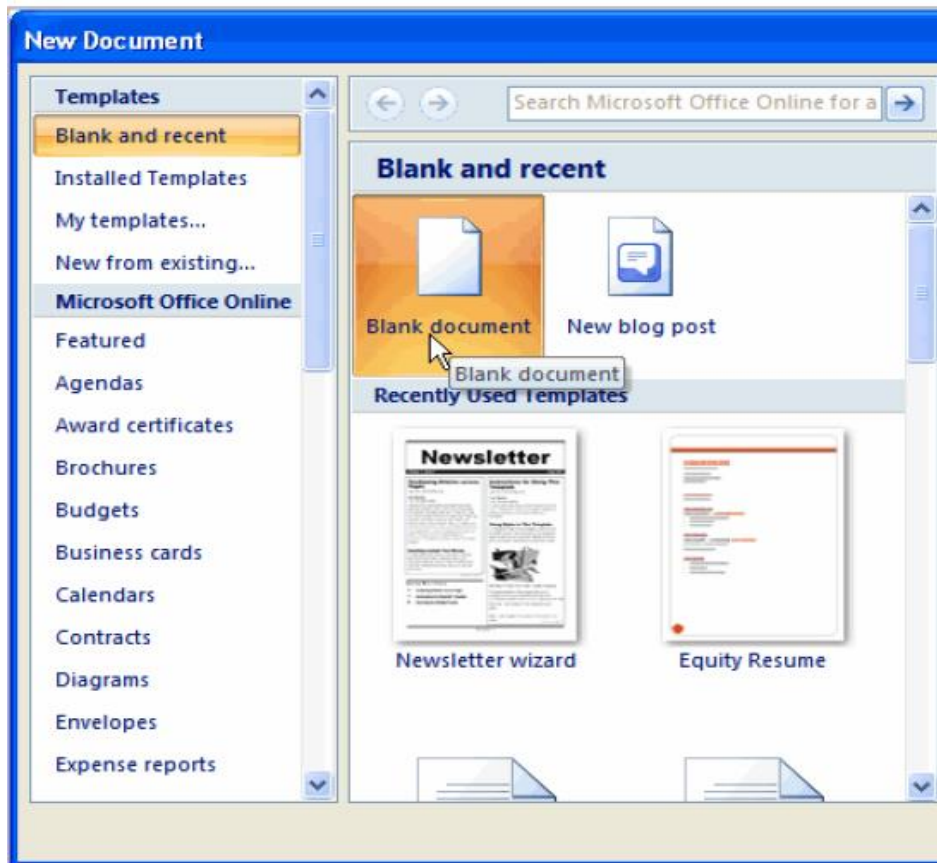 New Document
Templates
Blank and recent
Installed Templates
My templates...
New from existing...
Microsoft Office Online
Featured
Agendas
Award certificates
Brochures
Budgets
Business cards
Calendars
Contracts
Diagrams
Envelopes
Expense reports
Search Microsoft Office Online for a
Blank and recent
Blank document
New blog post
Blank document
Recently Used Templates
Newsletter
Newsletter wizard
Equity Resume